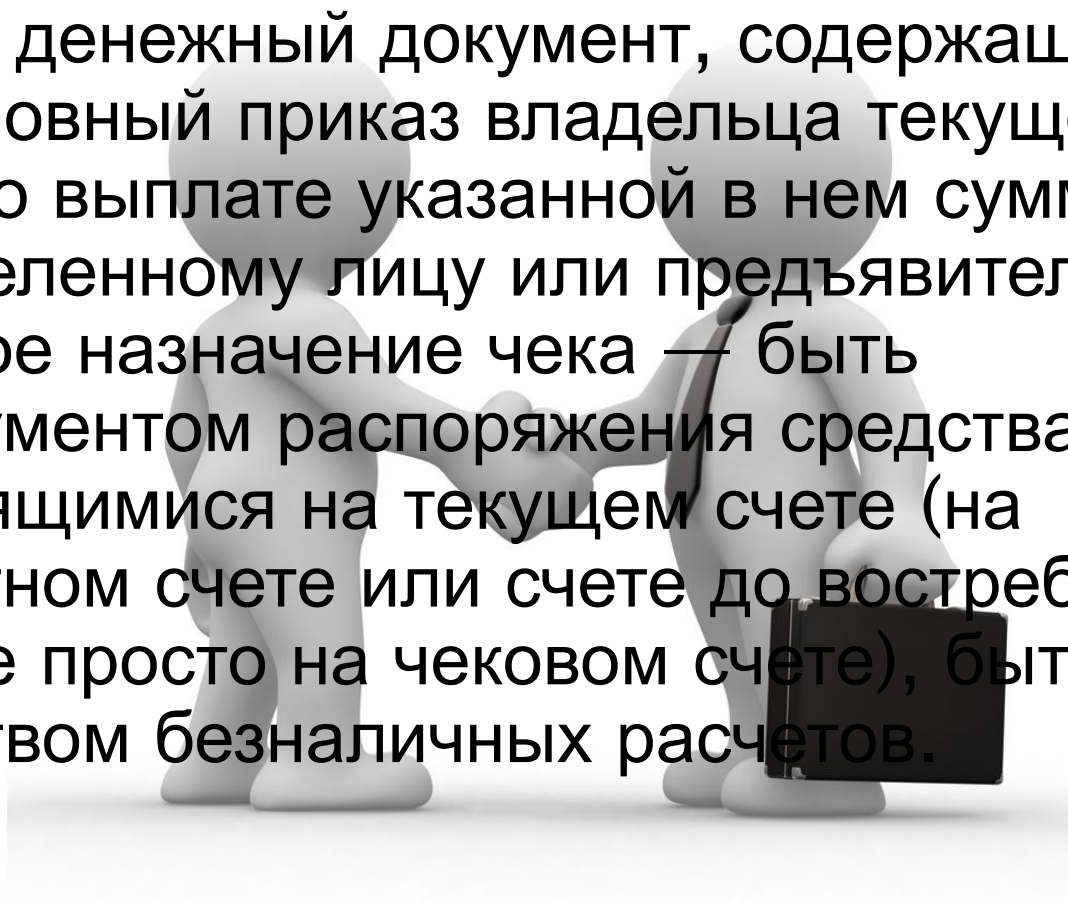 денежный документ, содержащ
овный приказ владельца текущ
о выплате указанной в нем сум
еленному лицу или предъявител
ое назначение чека — быть
ументом распоряжения средства
ящимися на текущем счете (на
тном счете или счете до востреб
е просто на чековом счете), быт
твом безналичных расчетов.